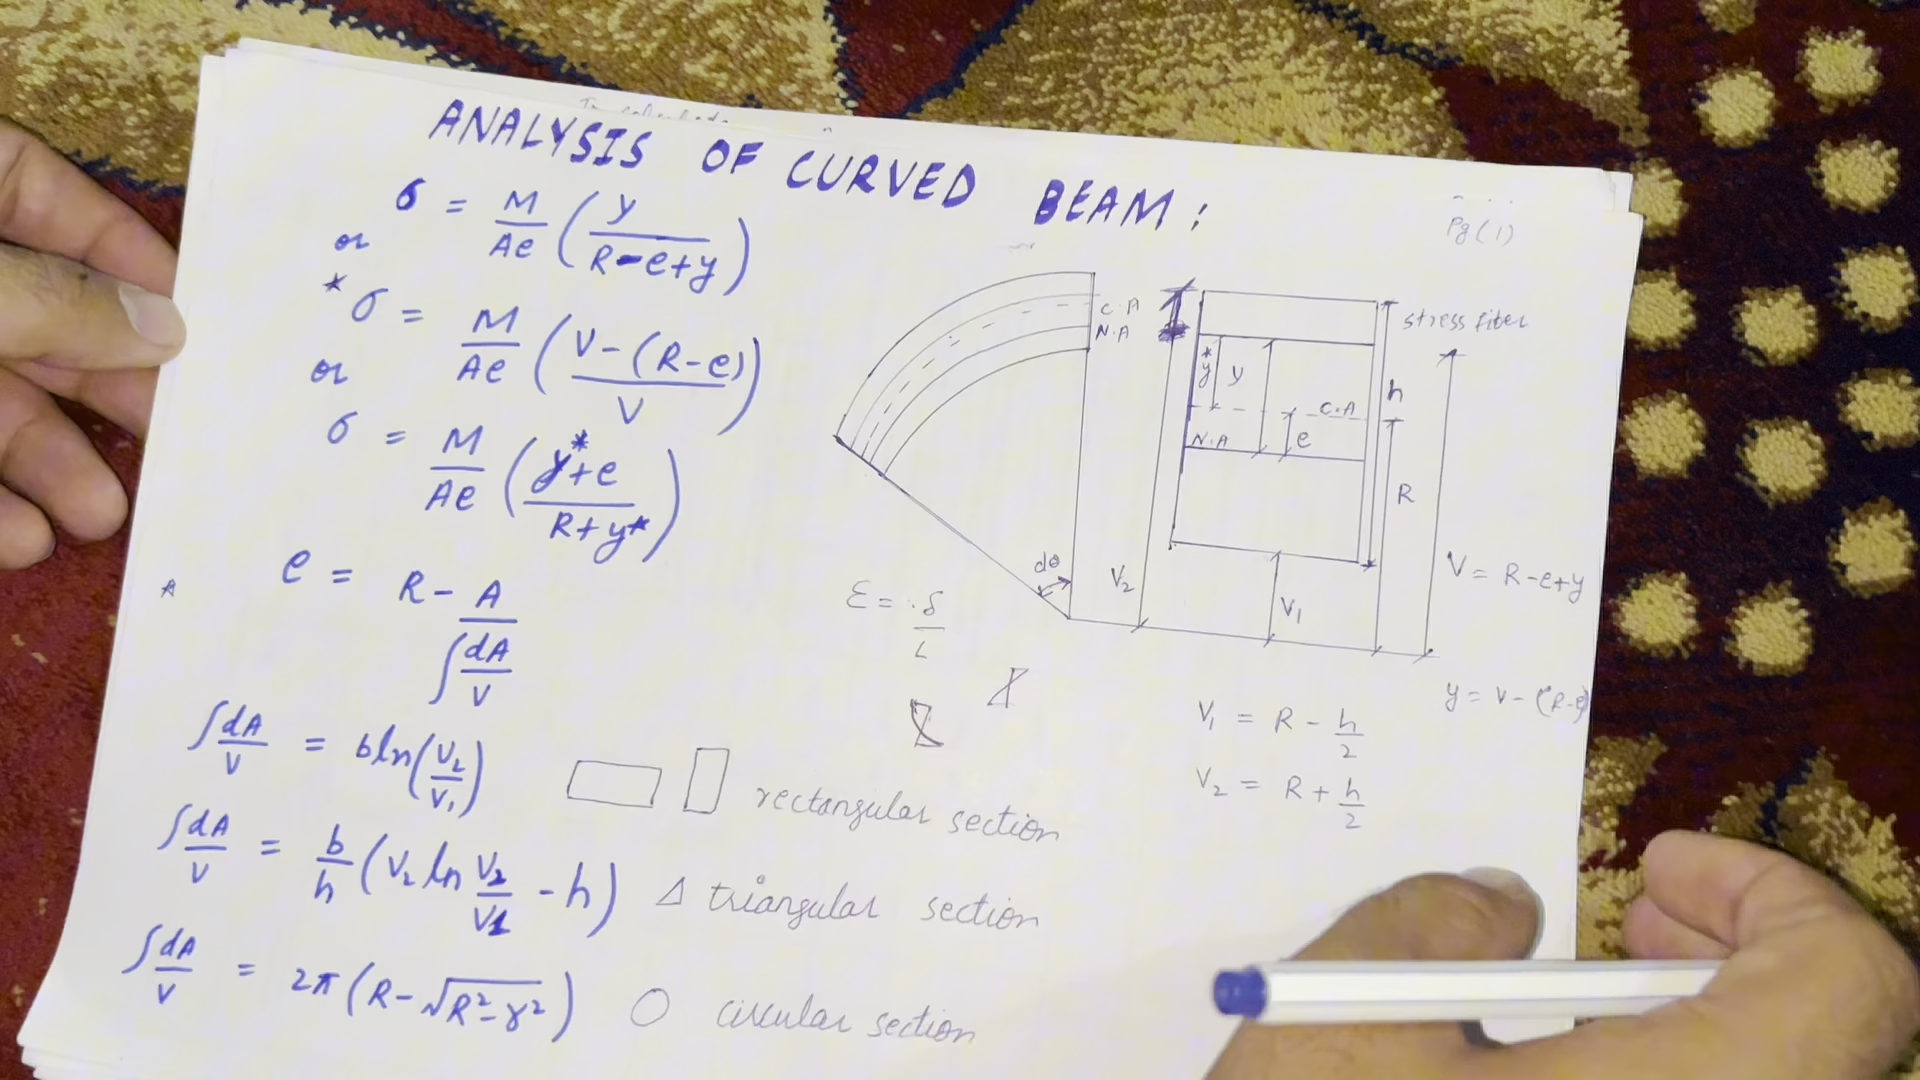 ANALYSIS OF CURVED BEAM:
Pg(1)
σ = M/Ae (y/(R-e+y))
or
* σ = M/Ae ((V-(R-e))/V)
or
σ = M/Ae ((y*+e)/(R+y*))
* e = R - A/(∫dA/V)
∫dA/V = b ln(V2/V1) rectangular section
∫dA/V = b/h (V2 ln V2/V1 - h) Δ triangular section
∫dA/V = 2π(R-√(R²-r²)) ○ circular section
C.A
N.A
dθ
ε = δ/L
stress fiber
y*
y
C.A
N.A
e
h
R
V2
V1
V = R-e+y
y = V-(R-e)
V1 = R - h/2
V2 = R + h/2